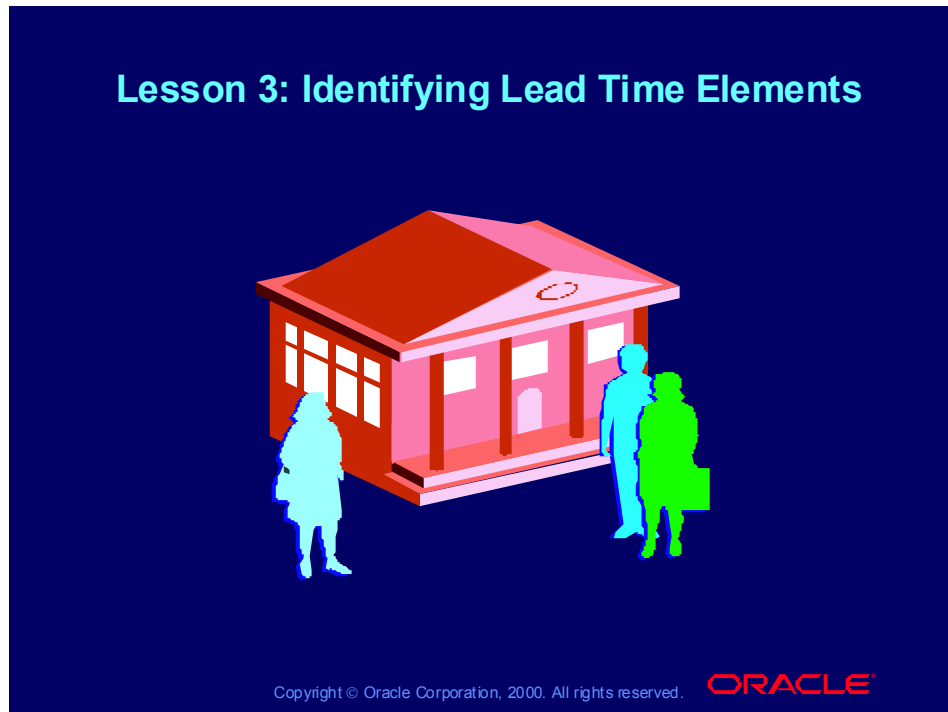 Lesson 3: Identifying Lead Time Elements
Copyright © Oracle Corporation, 2000. All rights reserved.
ORACLE®